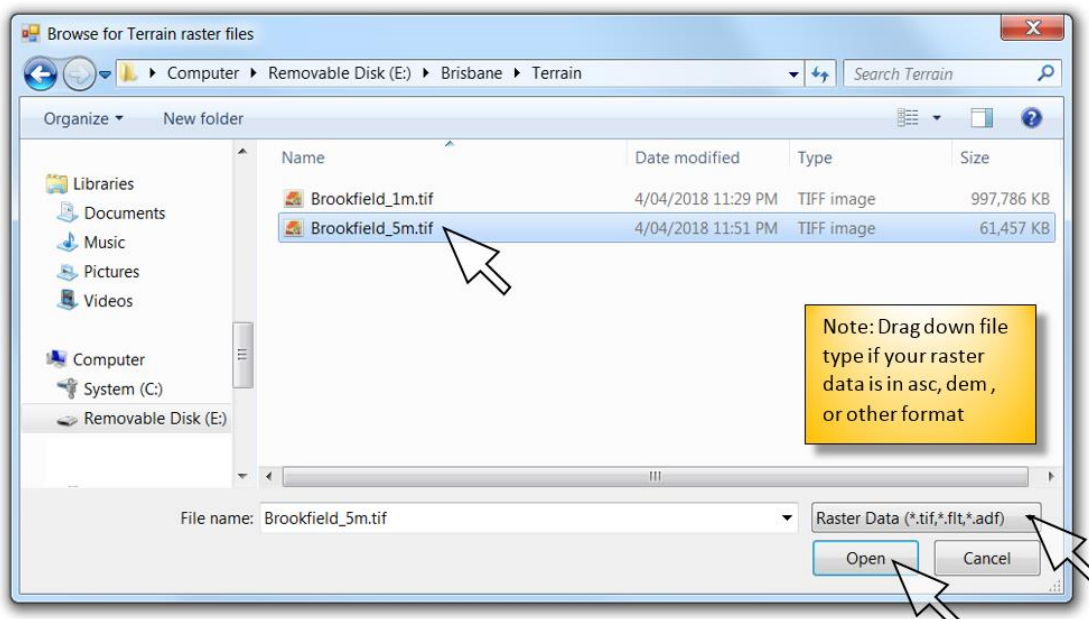 Browse for Terrain raster files
X
Computer Removable Disk (E:) Brisbane Terrain
Search Terrain
Organize New folder
Name Date modified Type Size
Libraries
Documents
Music
Pictures
Videos
Computer
System (C:)
Removable Disk (E:)
Brookfield_1m.tif 4/04/2018 11:29 PM TIFF image 997,786 KB
Brookfield_5m.tif 4/04/2018 11:51 PM TIFF image 61,457 KB
Note: Drag down file
type if your raster
data is in asc, dem ,
or other format
File name: Brookfield_5m.tif
Raster Data (*.tif,*.flt,*.adf)
Open Cancel